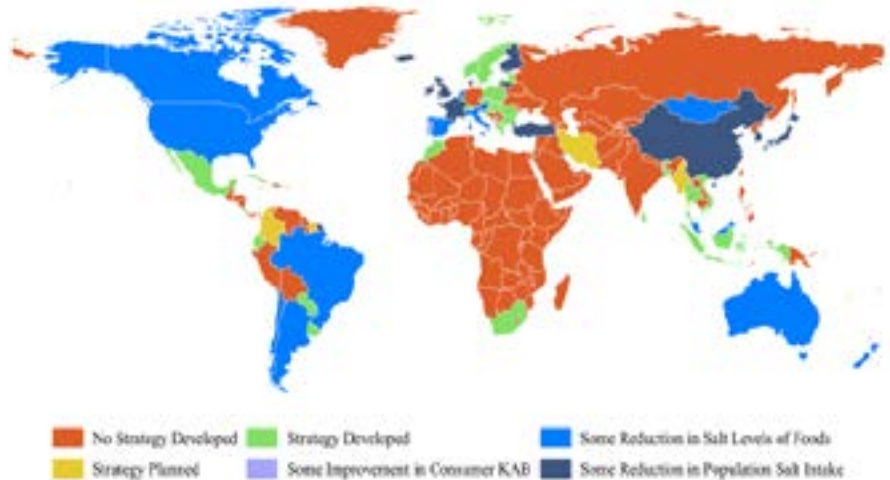 No Strategy Developed
Strategy Developed
Some Reduction in Salt Levels of Foods
Strategy Planned
Some Improvement in Consumer KAB
Some Reduction in Population Salt Intake